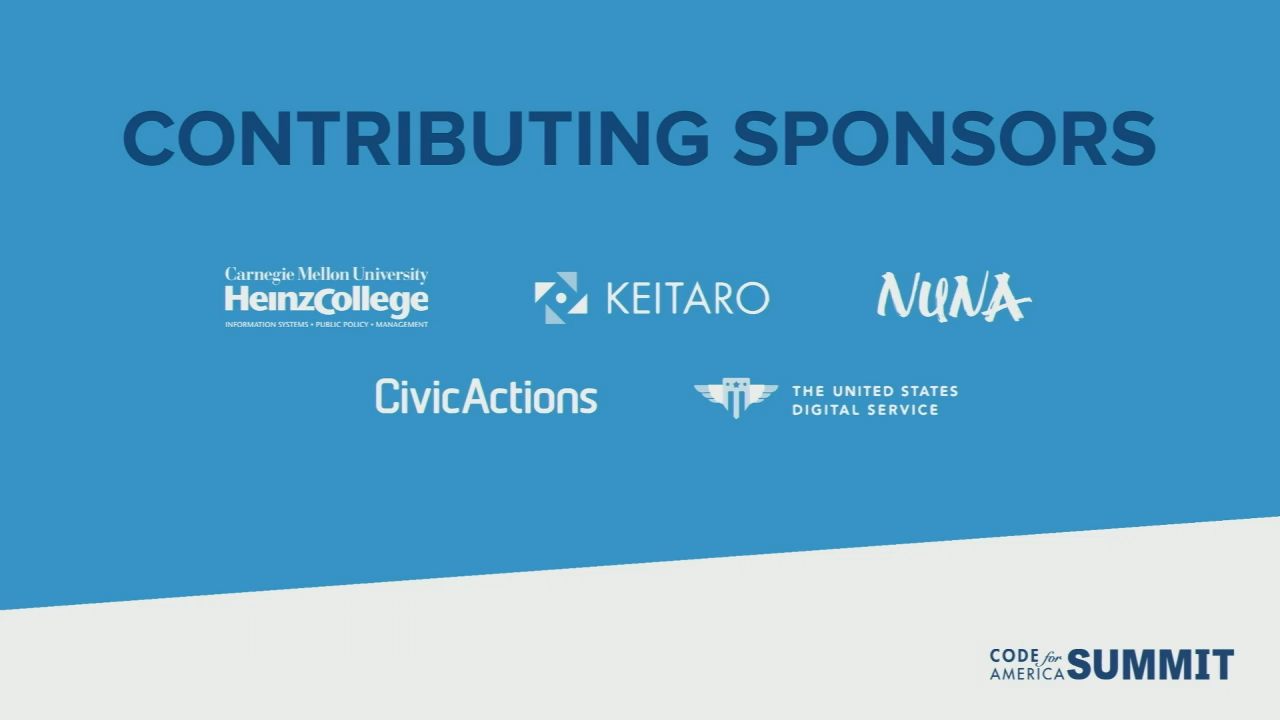 CONTRIBUTING SPONSORS
Carnegie Mellon University
HeinzCollege
INFORMATION SYSTEMS • PUBLIC POLICY • MANAGEMENT
KEITARO
NUNA
CivicActions
THE UNITED STATES
DIGITAL SERVICE
CODE for
AMERICA
SUMMIT